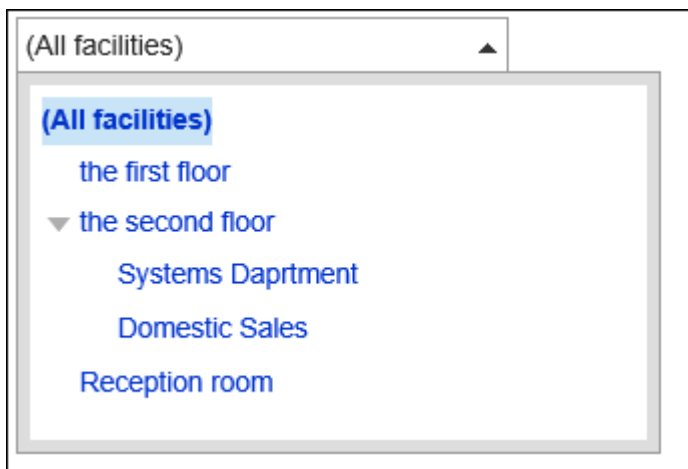 (All facilities)
(All facilities)
the first floor
the second floor
Systems Daprtment
Domestic Sales
Reception room